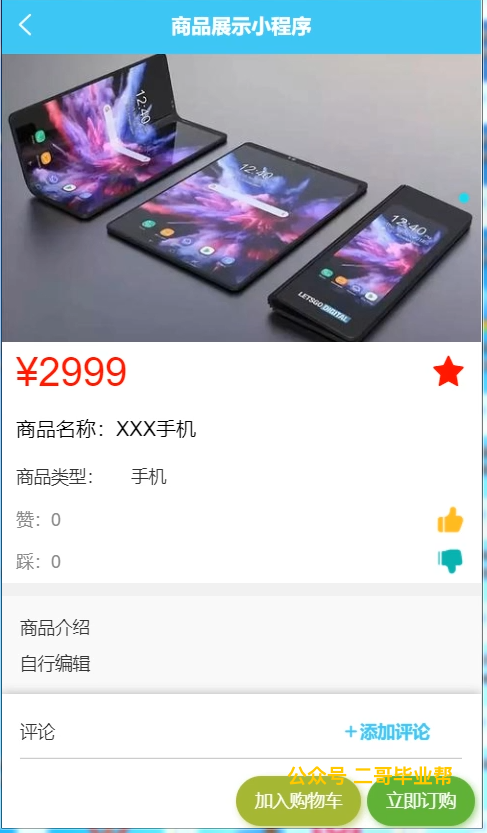 商品展示小程序
12:40
12:40
12:40
LETSGO DIGITAL
¥2999
商品名称：XXX手机
商品类型： 手机
赞：0
踩：0
商品介绍
自行编辑
评论 +添加评论
公众号 二哥毕业帮
加入购物车 立即订购